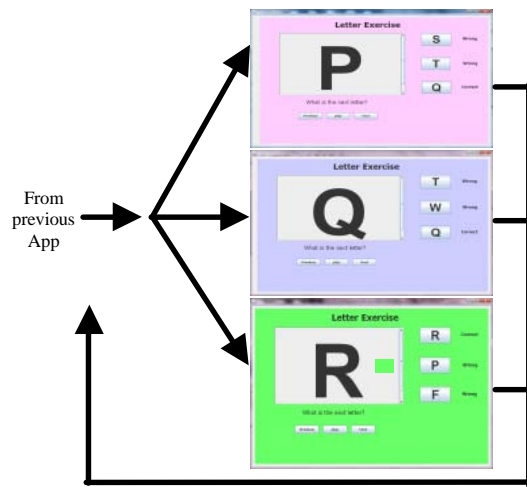 Letter Exercise
P
S Wrong
T Wrong
Q Correct
What is the next letter?
Letter Exercise
Q
T Wrong
W Wrong
Q Correct
What is the next letter?
From
previous
App
Letter Exercise
R
R Correct
P Wrong
F Wrong
What is the next letter?